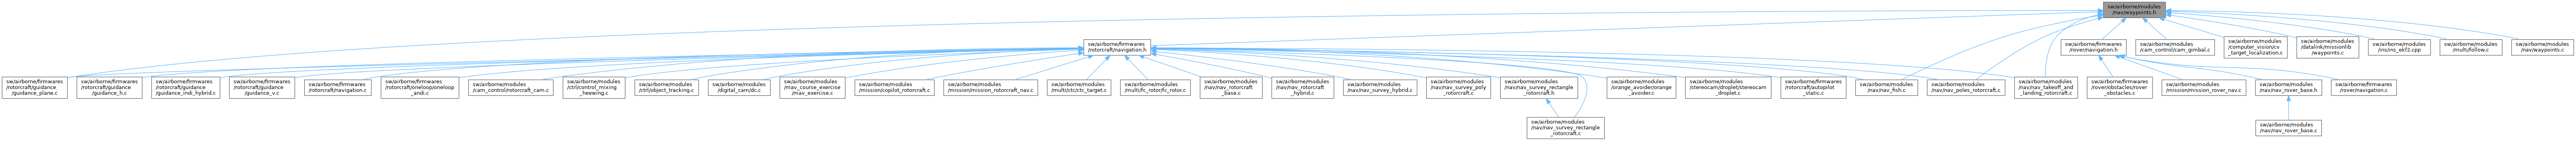 sw/airborne/modules
/nav/waypoints.h
sw/airborne/firmwares
/rotorcraft/navigation.h
sw/airborne/firmwares
/rover/navigation.h
sw/airborne/modules
/cam_control/cam_gimbal.c
sw/airborne/modules
/computer_vision/cv
_target_localization.c
sw/airborne/modules
/datalink/missionlib
/waypoints.c
sw/airborne/modules
/ins/ins_ekf2.cpp
sw/airborne/modules
/multi/follow.c
sw/airborne/modules
/nav/waypoints.c
sw/airborne/firmwares
/rotorcraft/guidance
/guidance_plane.c
sw/airborne/firmwares
/rotorcraft/guidance
/guidance_h.c
sw/airborne/firmwares
/rotorcraft/guidance
/guidance_indi_hybrid.c
sw/airborne/firmwares
/rotorcraft/guidance
/guidance_v.c
sw/airborne/firmwares
/rotorcraft/navigation.c
sw/airborne/firmwares
/rotorcraft/oneloop/oneloop
_andi.c
sw/airborne/modules
/cam_control/rotorcraft_cam.c
sw/airborne/modules
/ctrl/control_mixing
_heewing.c
sw/airborne/modules
/ctrl/object_tracking.c
sw/airborne/modules
/digital_cam/dc.c
sw/airborne/modules
/mav_course_exercise
/mav_exercise.c
sw/airborne/modules
/mission/copilot_rotorcraft.c
sw/airborne/modules
/mission/mission_rotorcraft_nav.c
sw/airborne/modules
/multi/ctc/ctc_target.c
sw/airborne/modules
/multi/fc_rotor/fc_rotor.c
sw/airborne/modules
/nav/nav_rotorcraft
_base.c
sw/airborne/modules
/nav/nav_rotorcraft
_hybrid.c
sw/airborne/modules
/nav/nav_survey_hybrid.c
sw/airborne/modules
/nav/nav_survey_poly
_rotorcraft.c
sw/airborne/modules
/nav/nav_survey_rectangle
_rotorcraft.h
sw/airborne/modules
/orange_avoider/orange
_avoider.c
sw/airborne/modules
/stereocam/droplet/stereocam
_droplet.c
sw/airborne/firmwares
/rotorcraft/autopilot
_static.c
sw/airborne/modules
/nav/nav_fish.c
sw/airborne/modules
/nav/nav_poles_rotorcraft.c
sw/airborne/modules
/nav/nav_takeoff_and
_landing_rotorcraft.c
sw/airborne/firmwares
/rover/obstacles/rover
_obstacles.c
sw/airborne/modules
/mission/mission_rover_nav.c
sw/airborne/modules
/nav/nav_rover_base.h
sw/airborne/firmwares
/rover/navigation.c
sw/airborne/modules
/nav/nav_survey_rectangle
_rotorcraft.c
sw/airborne/modules
/nav/nav_rover_base.c